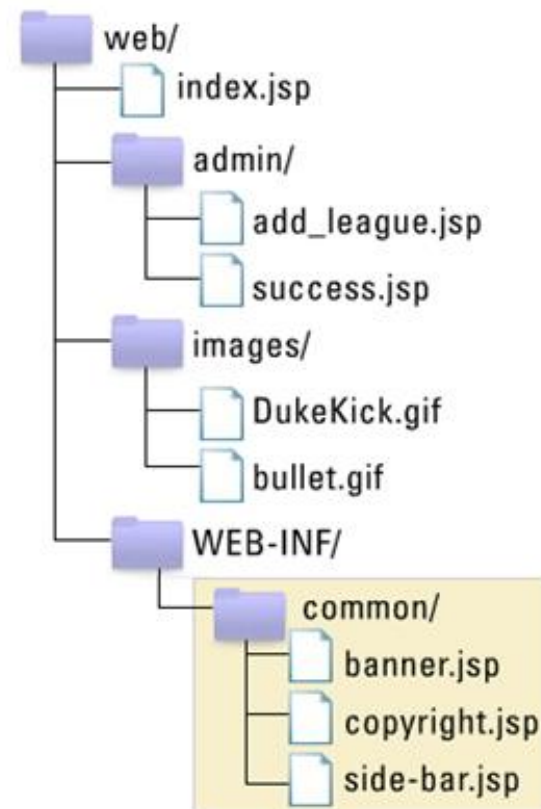 web/
index.jsp
admin/
add_league.jsp
success.jsp
images/
DukeKick.gif
bullet.gif
WEB-INF/
common/
banner.jsp
copyright.jsp
side-bar.jsp